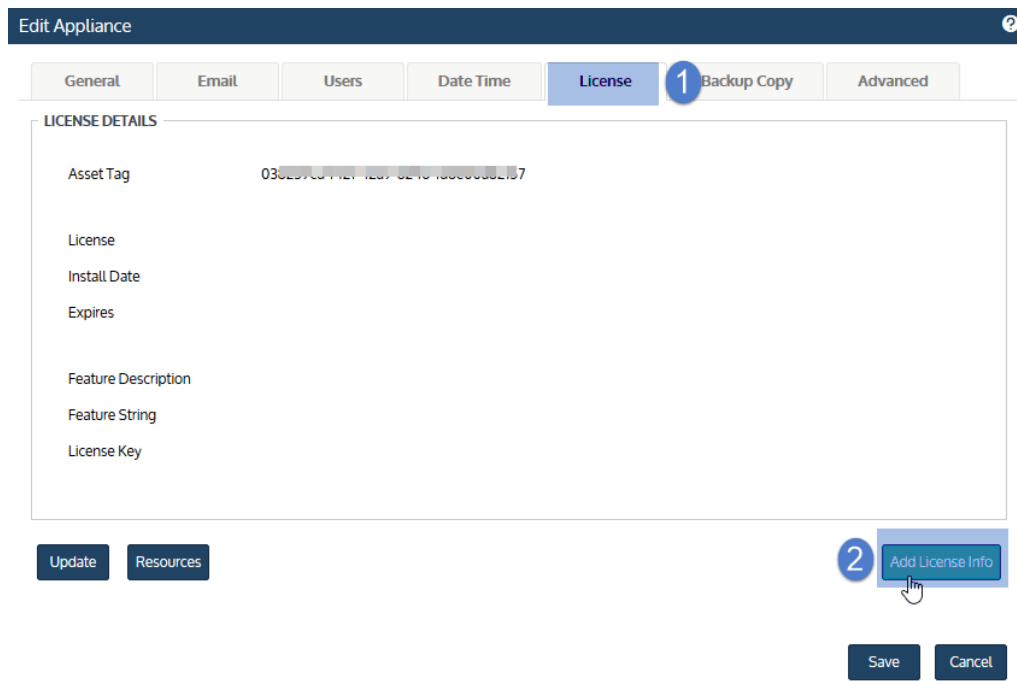 Edit Appliance ?
General Email Users Date Time License 1 Backup Copy Advanced
LICENSE DETAILS
Asset Tag
License
Install Date
Expires
Feature Description
Feature String
License Key
Update Resources 2 Add License Info
Save Cancel